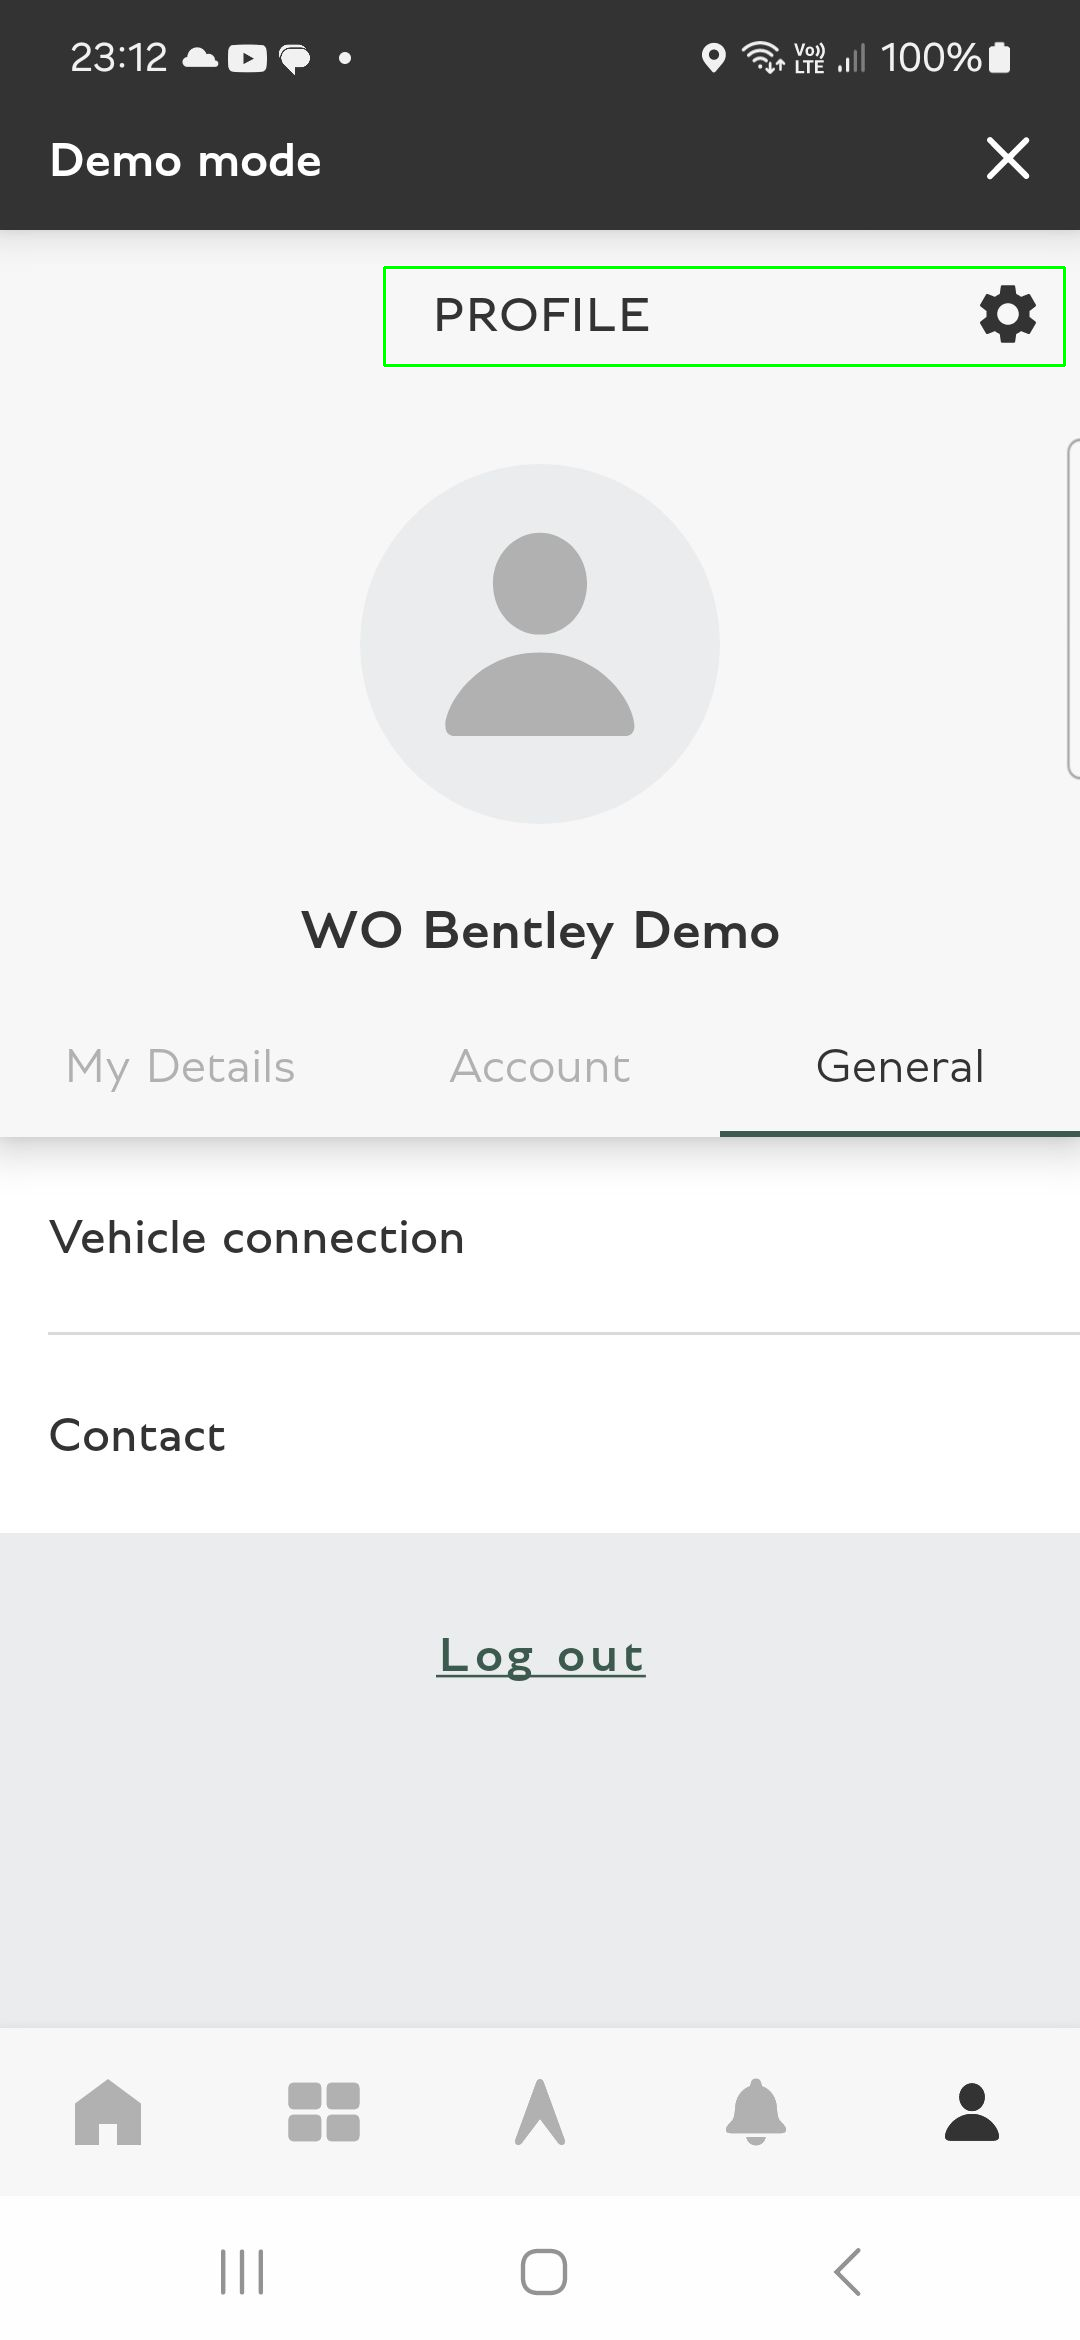 23:12 Vo)) LTE 100%
Demo mode
PROFILE
WO Bentley Demo
My Details Account General
Vehicle connection
Contact
Log out